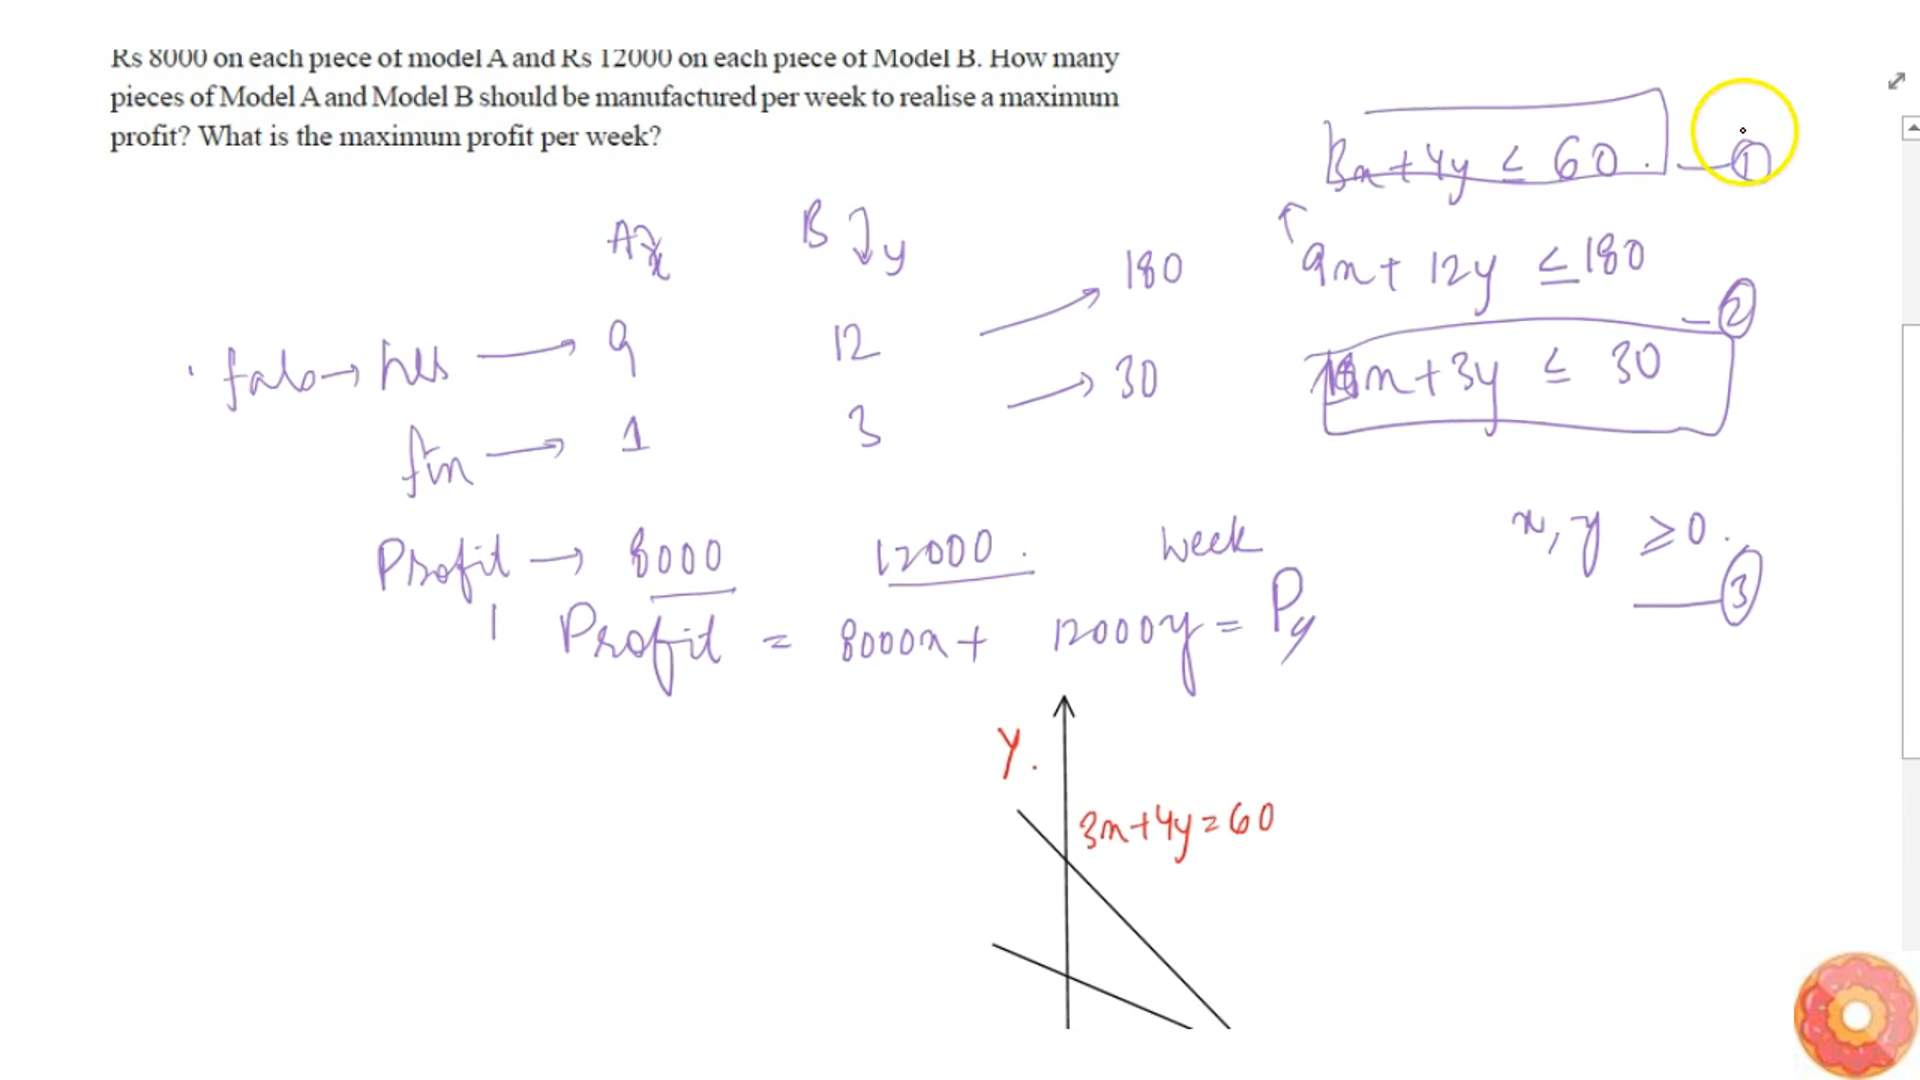 Rs 8000 on each piece of model A and Rs 12000 on each piece of Model B. How many
pieces of Model A and Model B should be manufactured per week to realise a maximum
profit? What is the maximum profit per week?
3x+4y ≤ 60. ①
A x B y
180 9x+ 12y ≤180
hrs 9 12
②
30 x+3y ≤ 30
fin 1 3
x, y ≥0. ③
Profit → 8000 12000. Week
Profit = 8000x+ 12000y = P
Y.
3x+4y=60